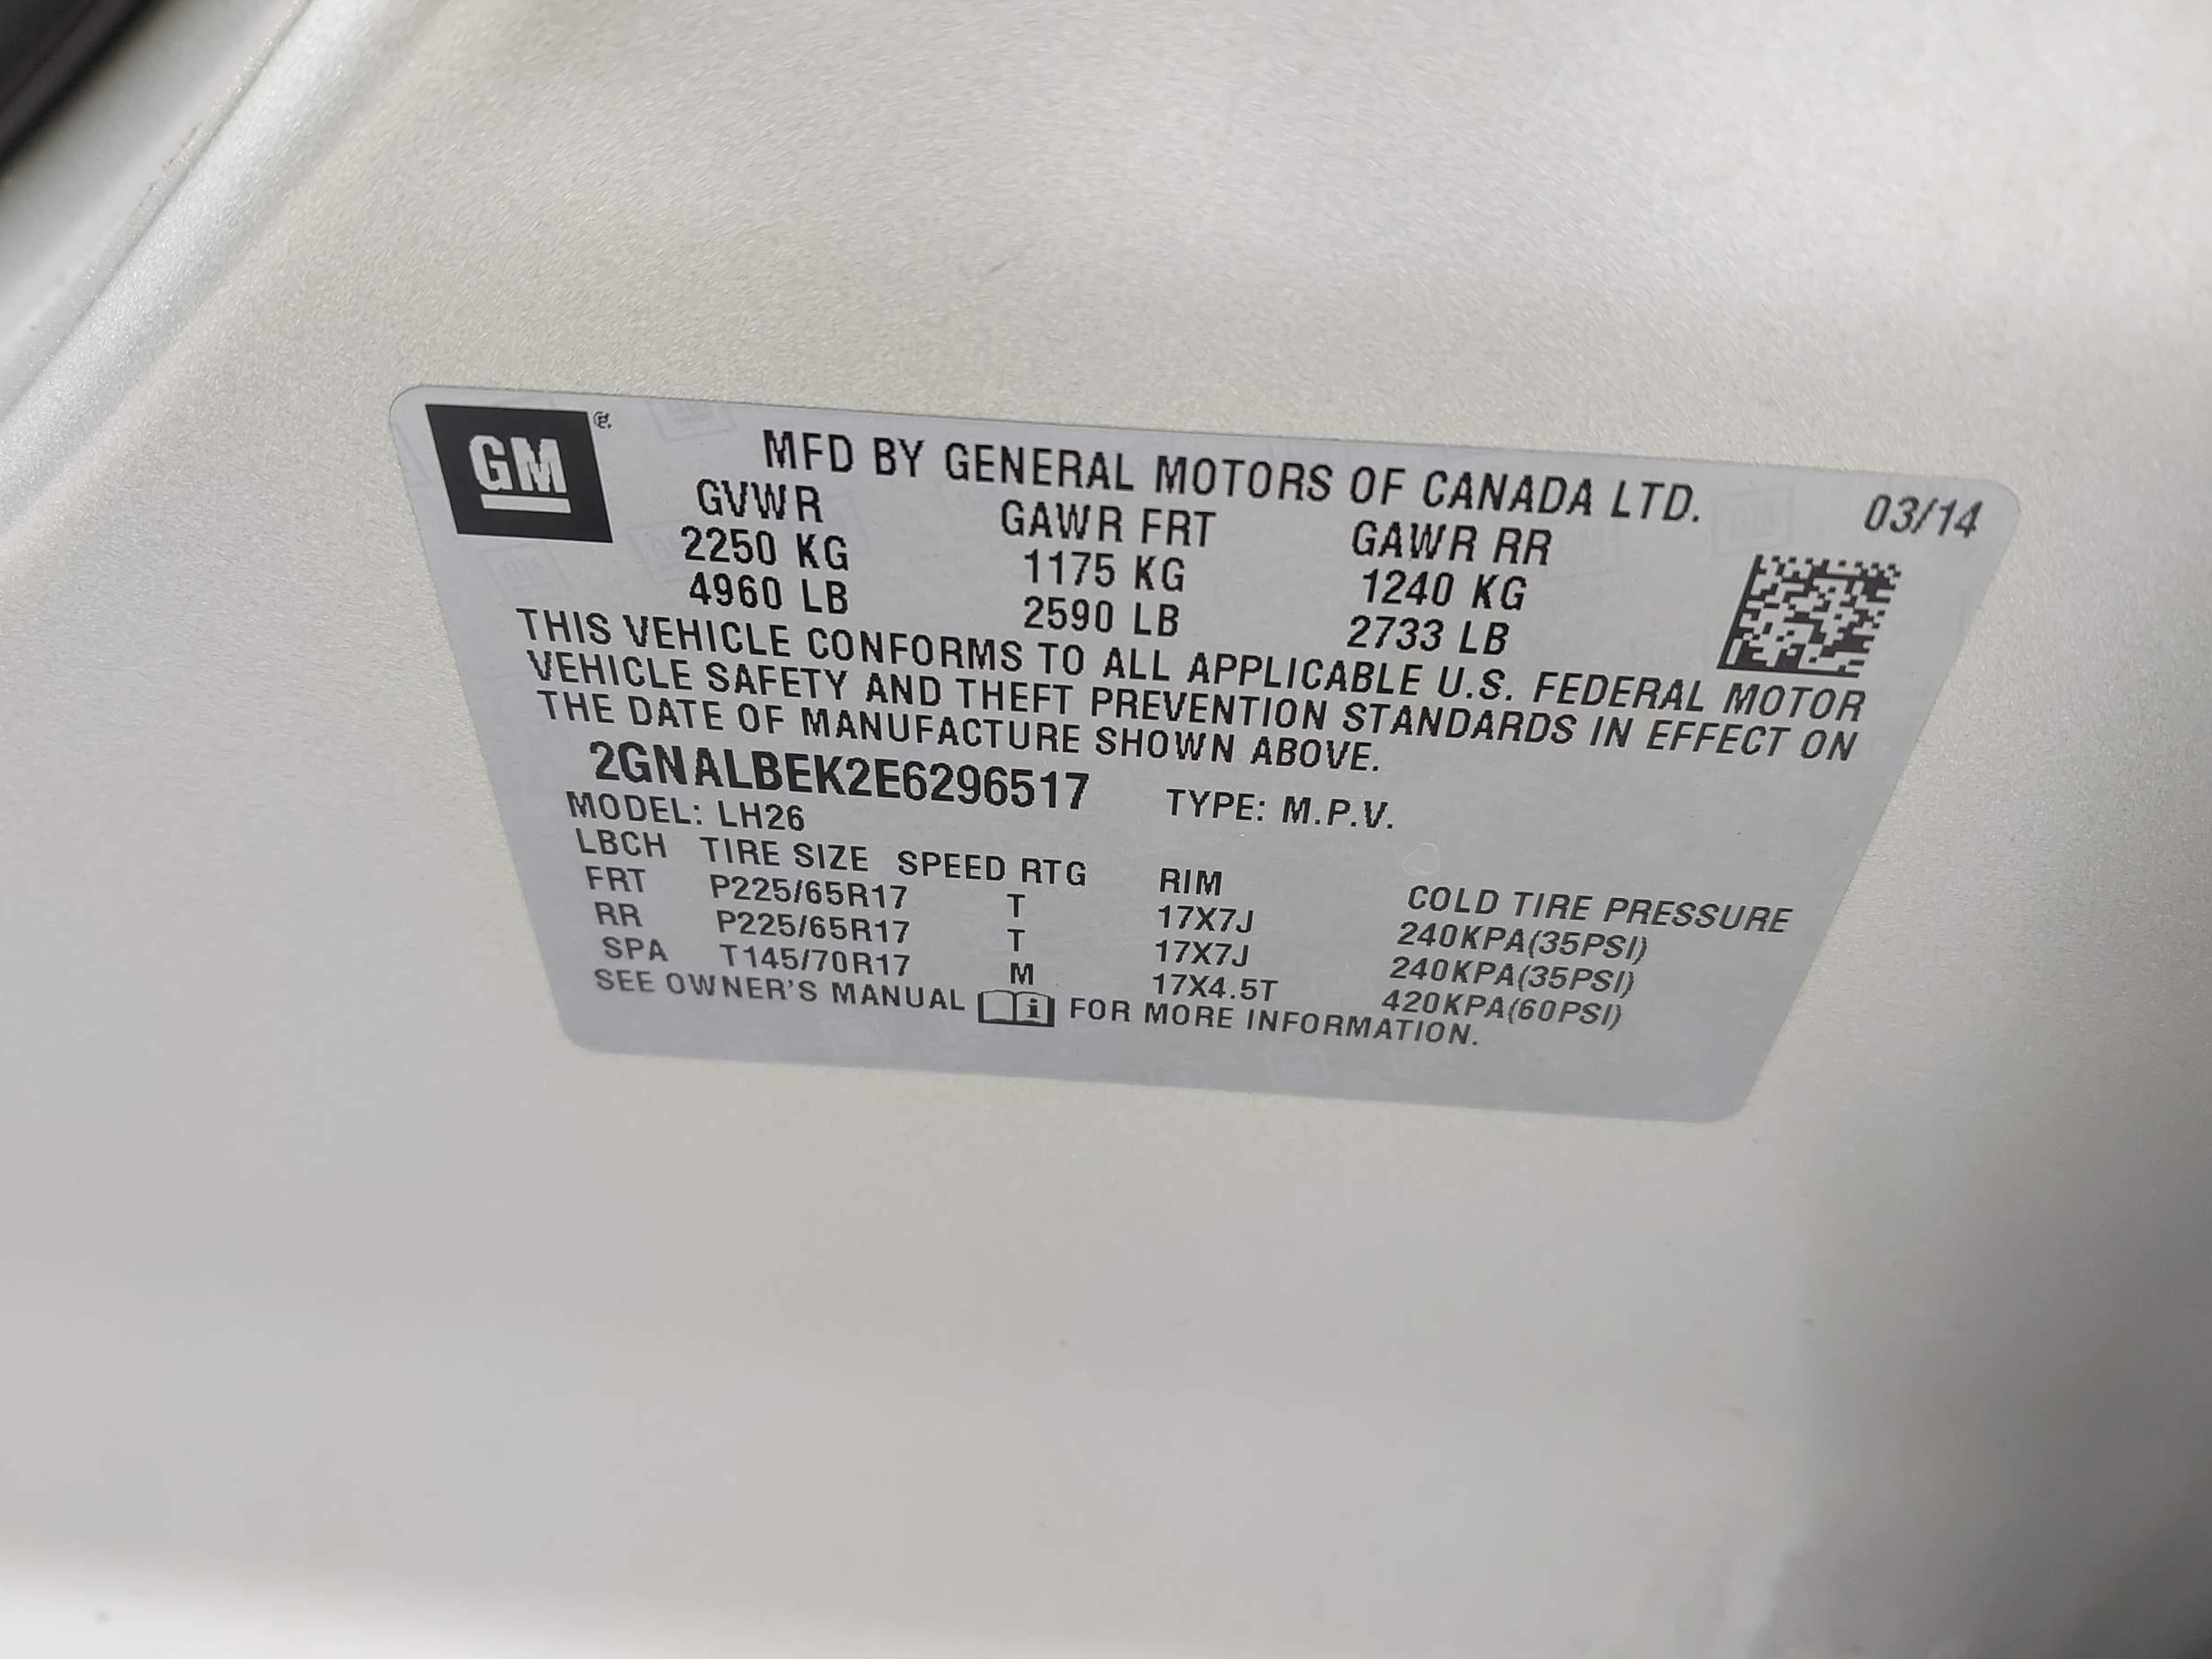 GM ®
MFD BY GENERAL MOTORS OF CANADA LTD. 03/14
GVWR GAWR FRT GAWR RR
2250 KG 1175 KG 1240 KG
4960 LB 2590 LB 2733 LB
THIS VEHICLE CONFORMS TO ALL APPLICABLE U.S. FEDERAL MOTOR
VEHICLE SAFETY AND THEFT PREVENTION STANDARDS IN EFFECT ON
THE DATE OF MANUFACTURE SHOWN ABOVE.
2GNALBEK2E6296517 TYPE: M.P.V.
MODEL: LH26
LBCH TIRE SIZE SPEED RTG RIM COLD TIRE PRESSURE
FRT P225/65R17 T 17X7J 240KPA(35PSI)
RR P225/65R17 T 17X7J 240KPA(35PSI)
SPA T145/70R17 M 17X4.5T 420KPA(60PSI)
SEE OWNER'S MANUAL i FOR MORE INFORMATION.